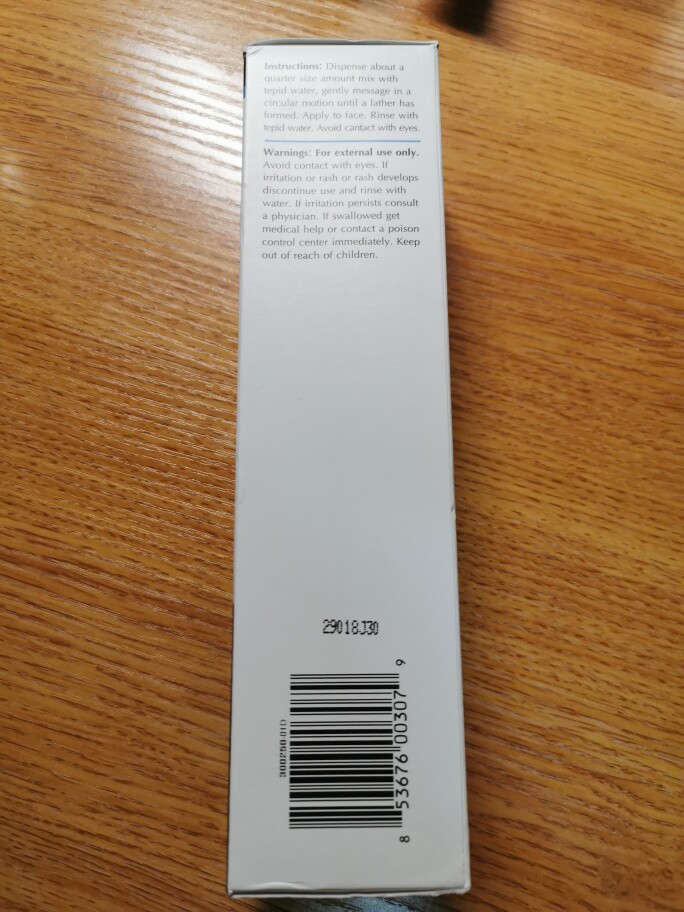 Instructions: Dispense about a
quarter size amount mix with
tepid water, gently message in a
circular motion until a lather has
formed. Apply to face. Rinse with
tepid water. Avoid cantact with eyes.
Warnings: For external use only.
Avoid contact with eyes. If
irritation or rash or rash develops
discontinue use and rinse with
water. If irritation persists consult
a physician. If swallowed get
medical help or contact a poison
control center immediately. Keep
out of reach of children.
29018J30
300250.01D
8 53676 00307 9